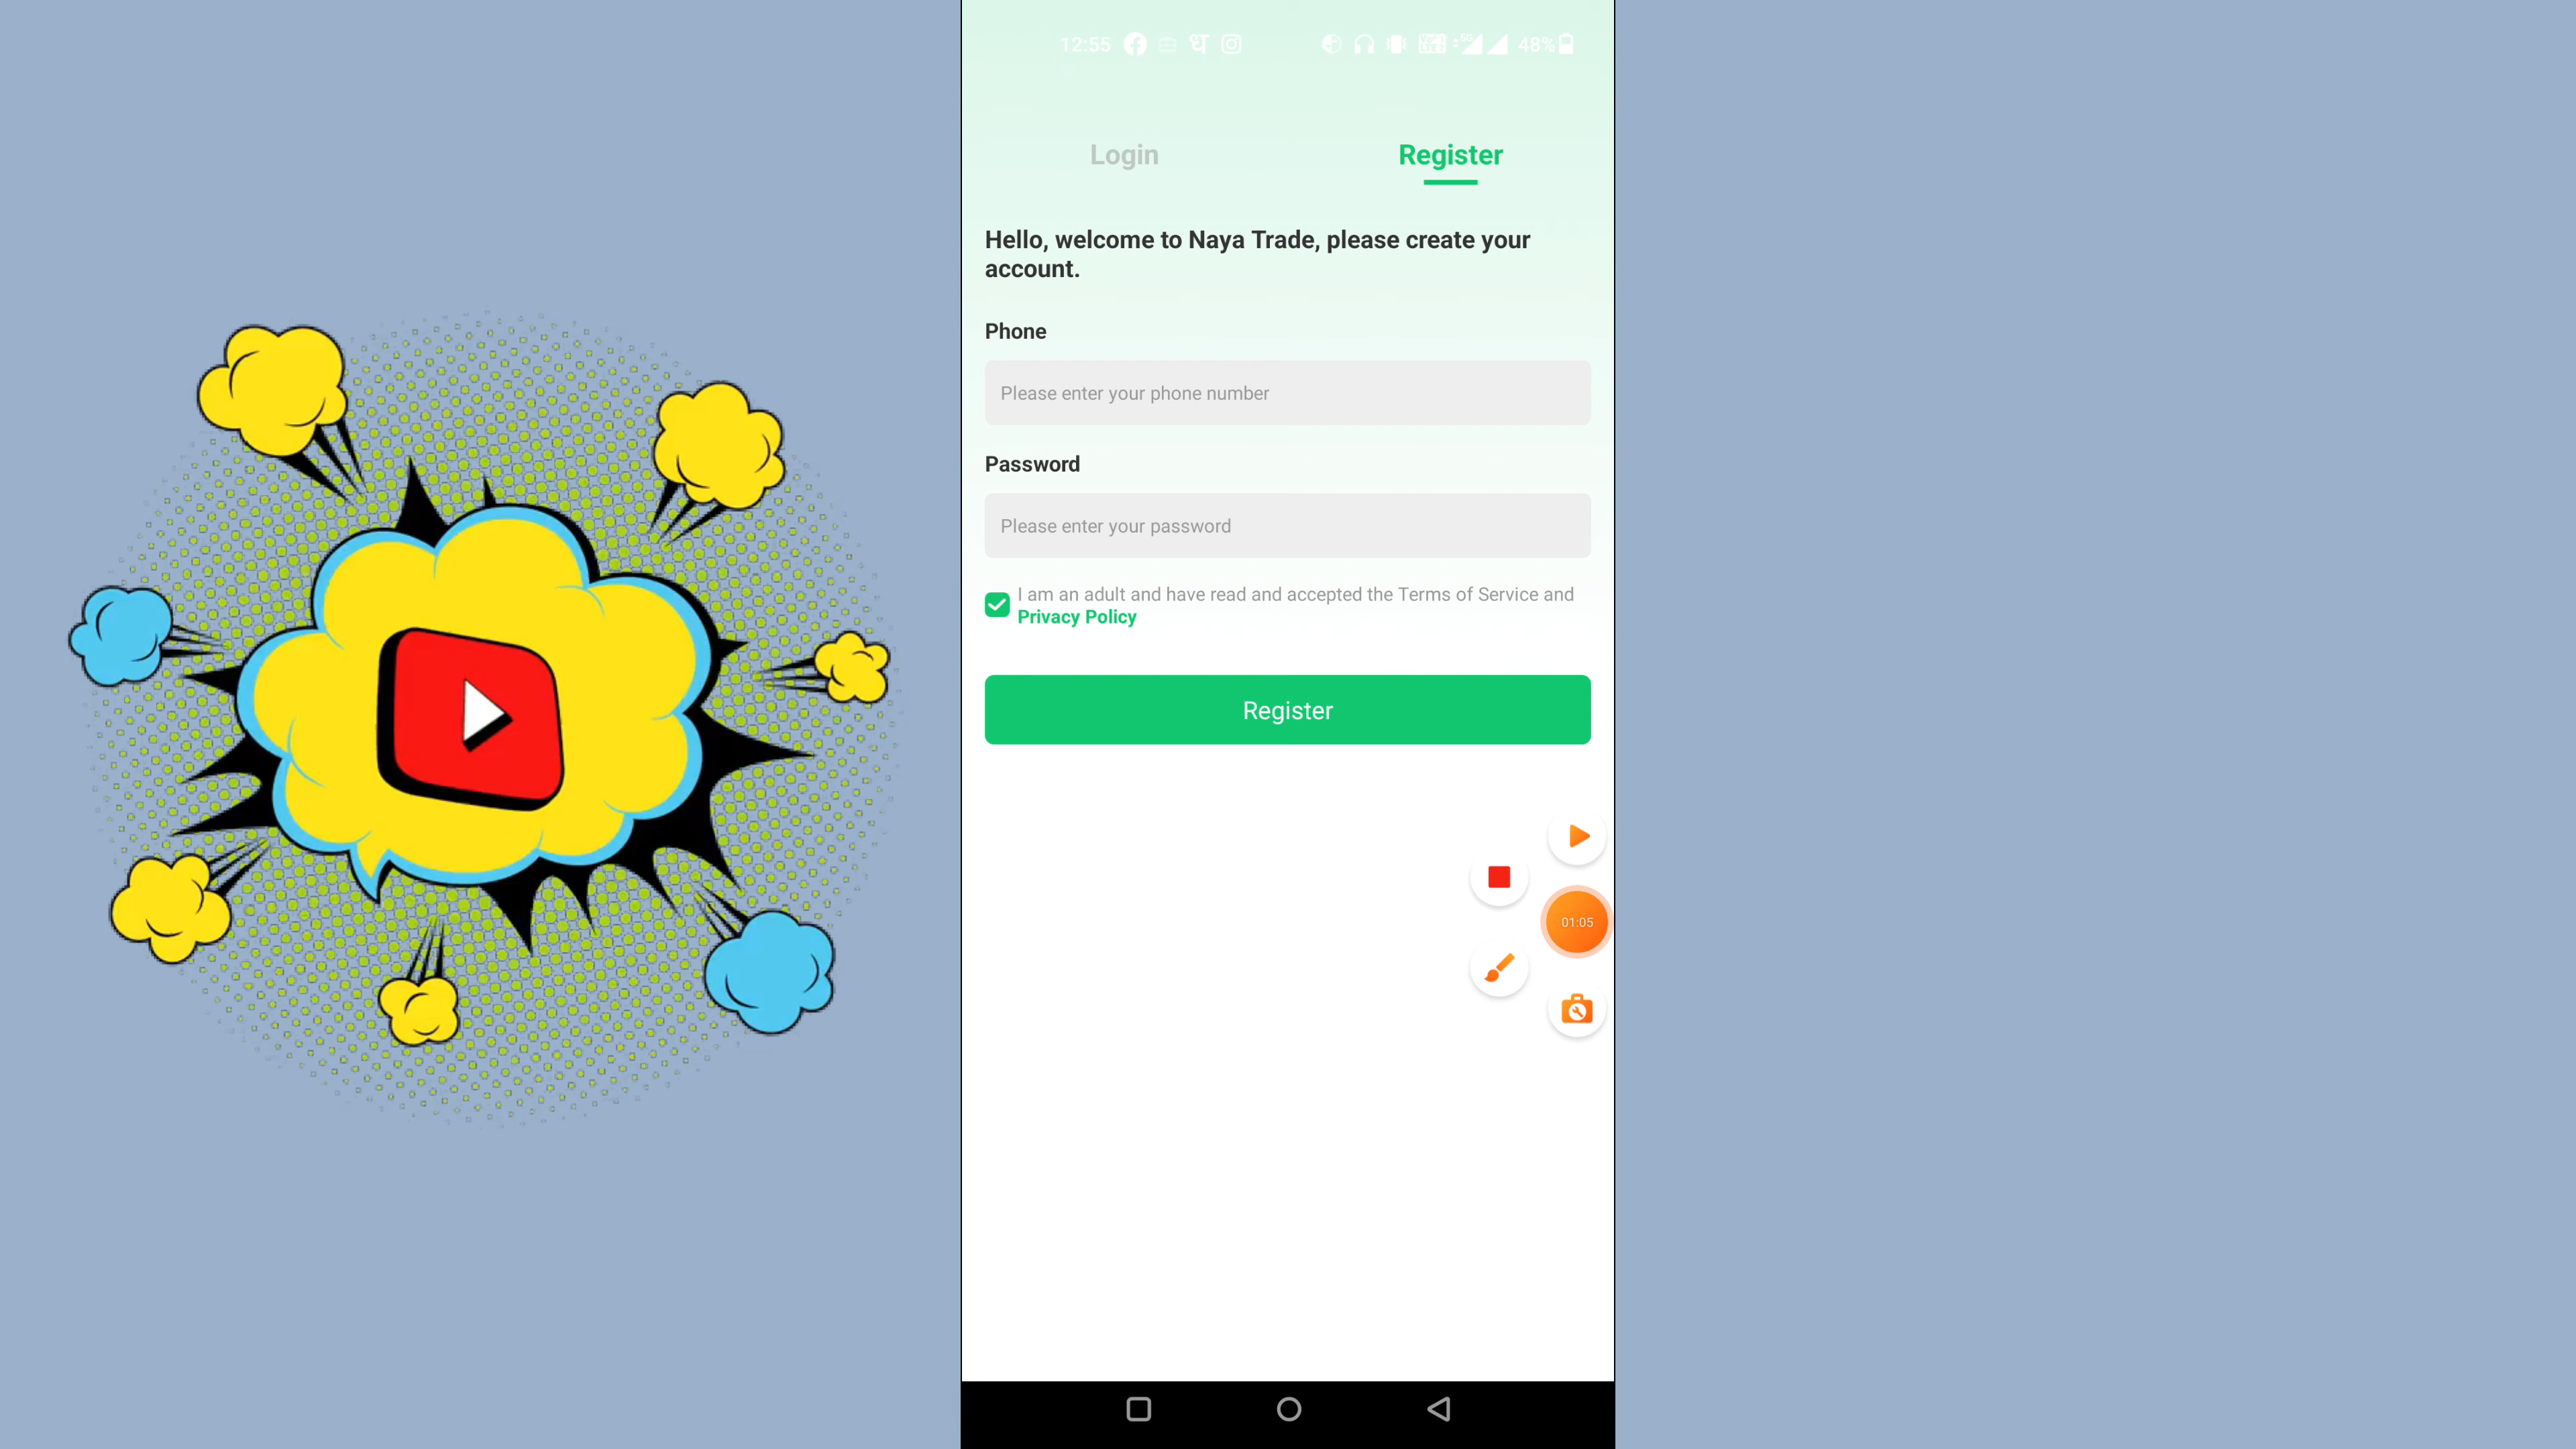 12:55
48%
Login
Register
Hello, welcome to Naya Trade, please create your
account.
Phone
Please enter your phone number
Password
Please enter your password
I am an adult and have read and accepted the Terms of Service and
Privacy Policy
Register
01:05